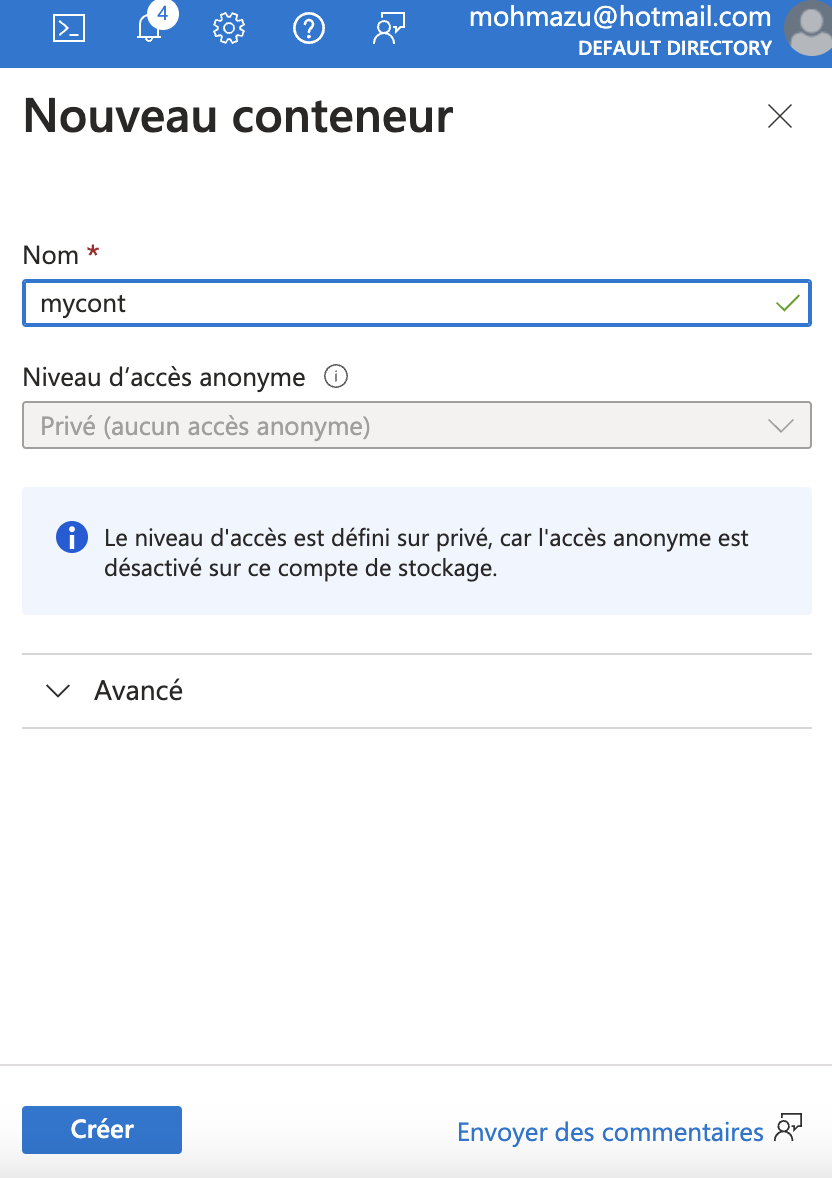 4
mohmazu@hotmail.com
DEFAULT DIRECTORY
Nouveau conteneur
Nom *
mycont
Niveau d’accès anonyme
Privé (aucun accès anonyme)
Le niveau d'accès est défini sur privé, car l'accès anonyme est
désactivé sur ce compte de stockage.
Avancé
Créer
Envoyer des commentaires